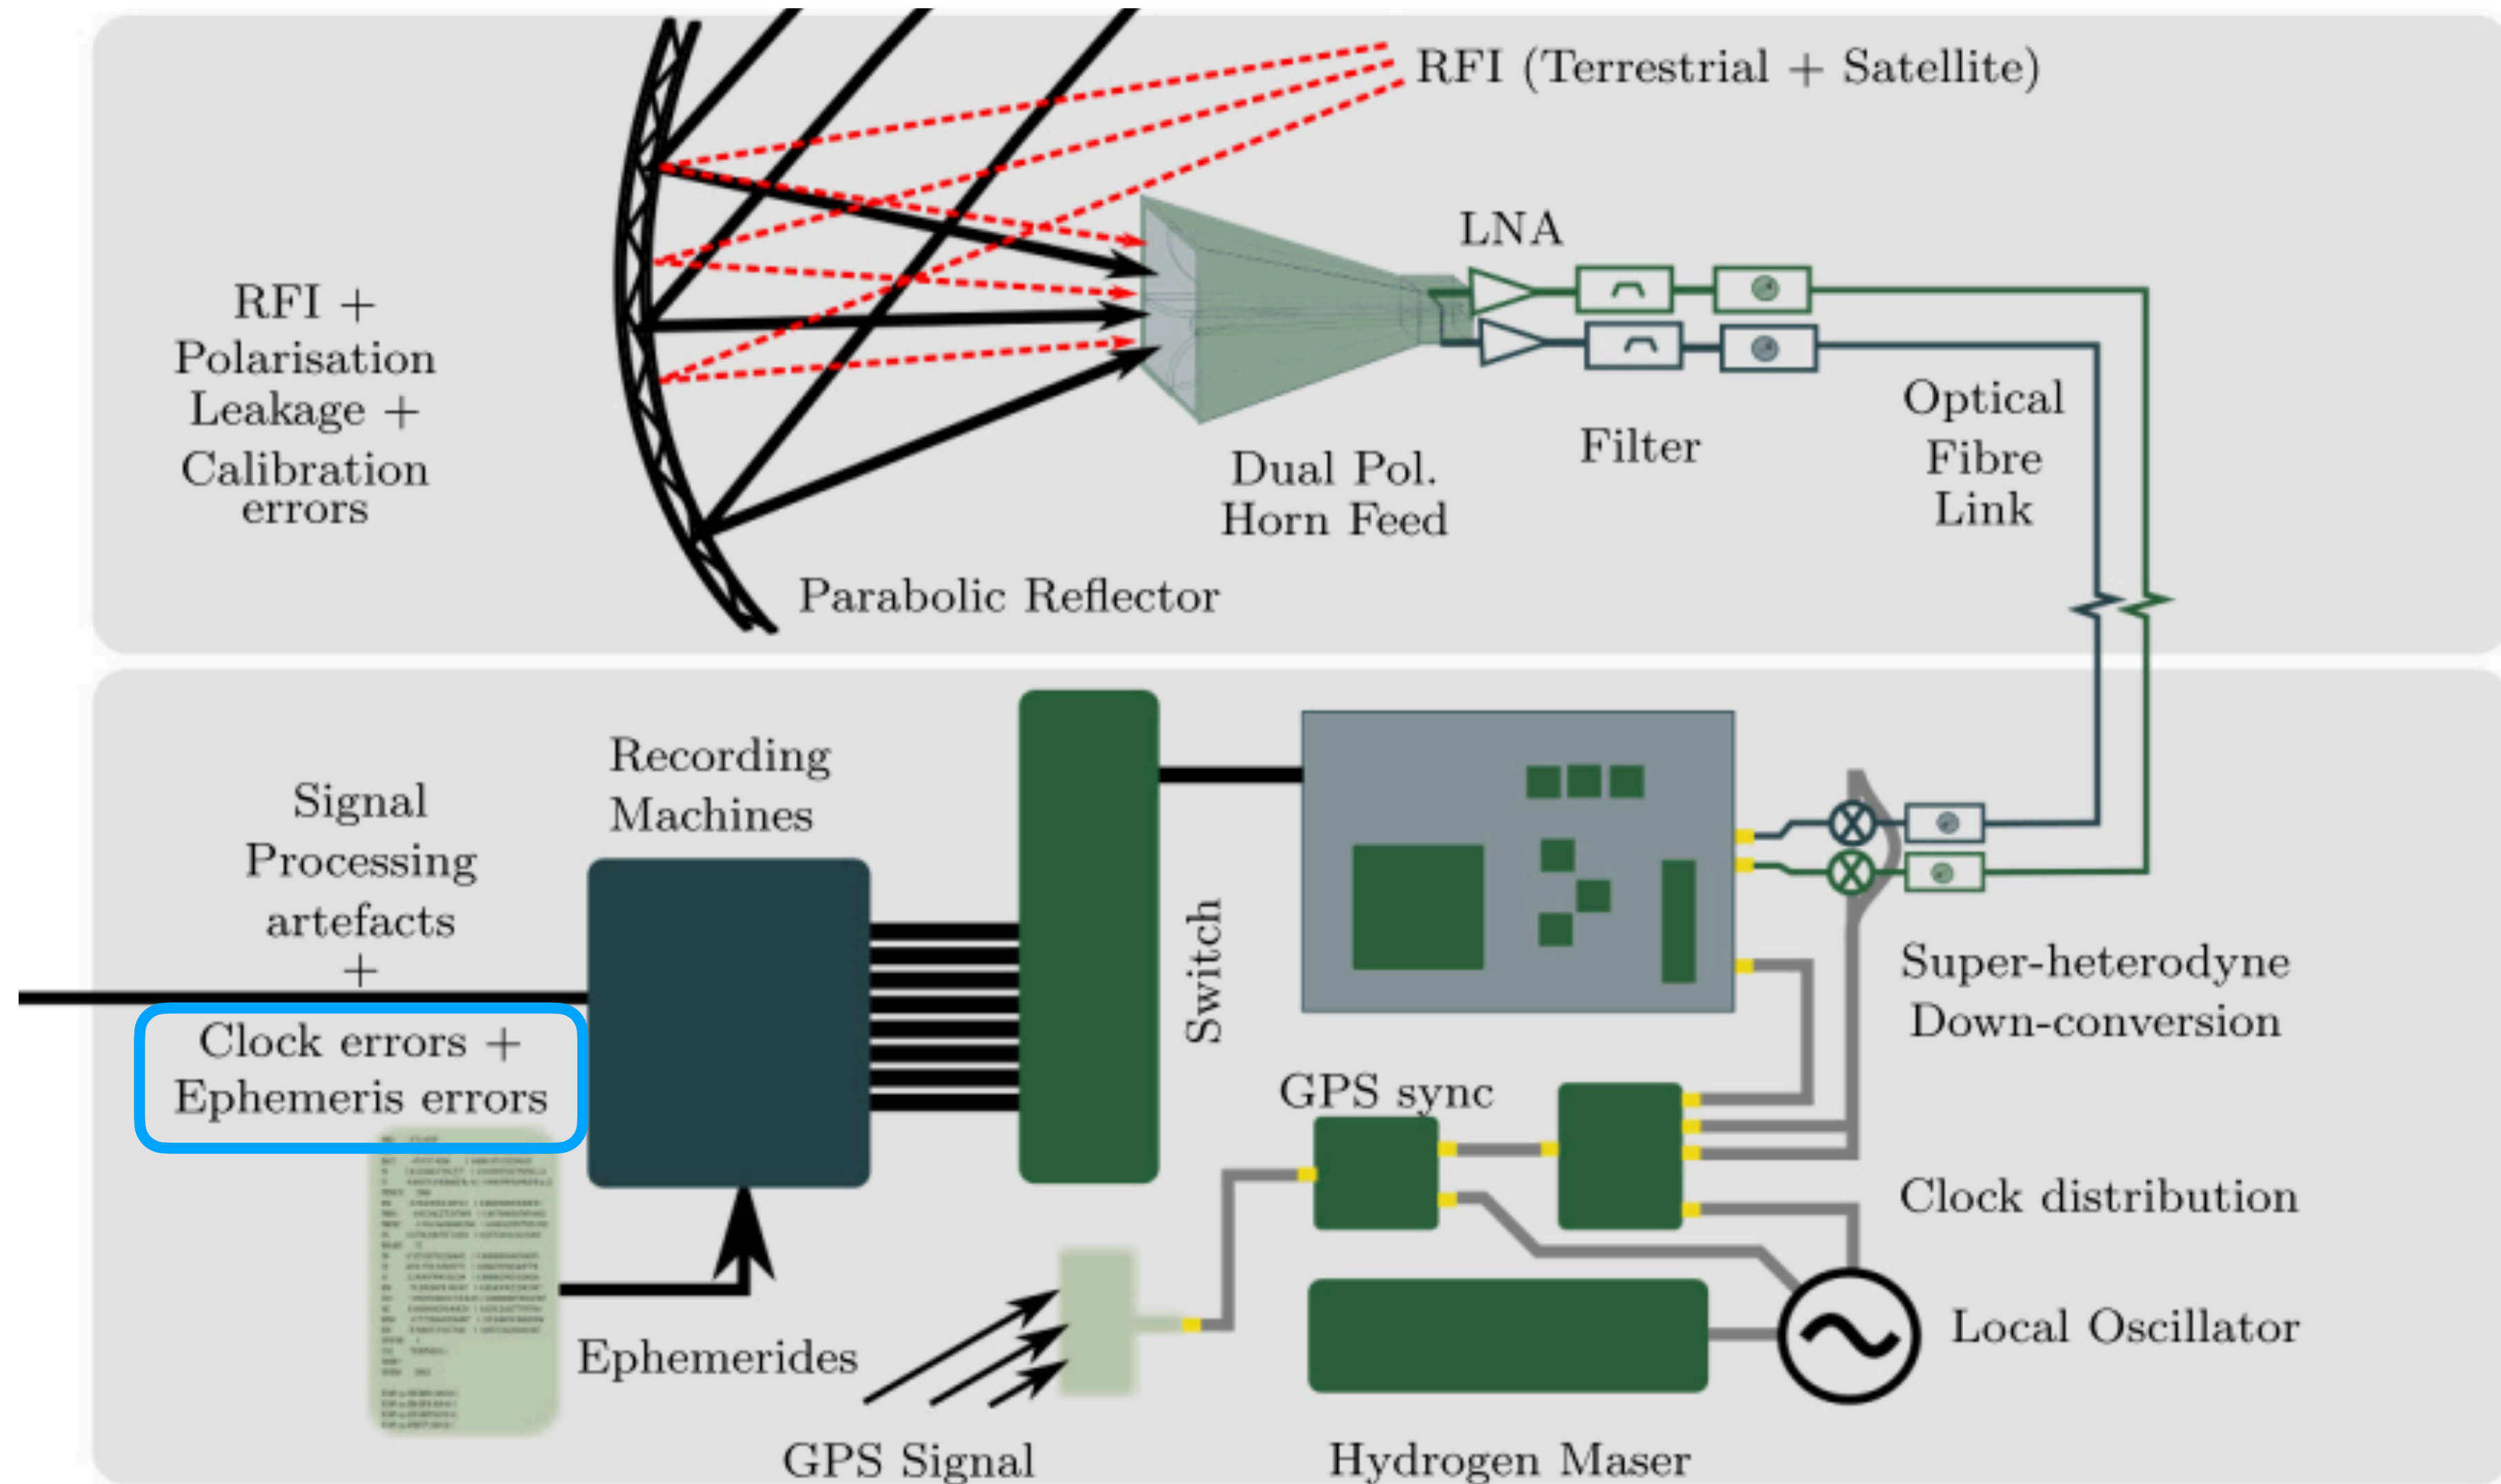 RFI (Terrestrial + Satellite)
LNA
RFI +
Polarisation
Leakage +
Calibration
errors
Optical
Fibre
Link
Filter
Dual Pol.
Horn Feed
Parabolic Reflector
Recording
Machines
Signal
Processing
artefacts
+
Clock errors +
Ephemeris errors
Switch
Super-heterodyne
Down-conversion
GPS sync
Clock distribution
Local Oscillator
Ephemerides
GPS Signal
Hydrogen Maser